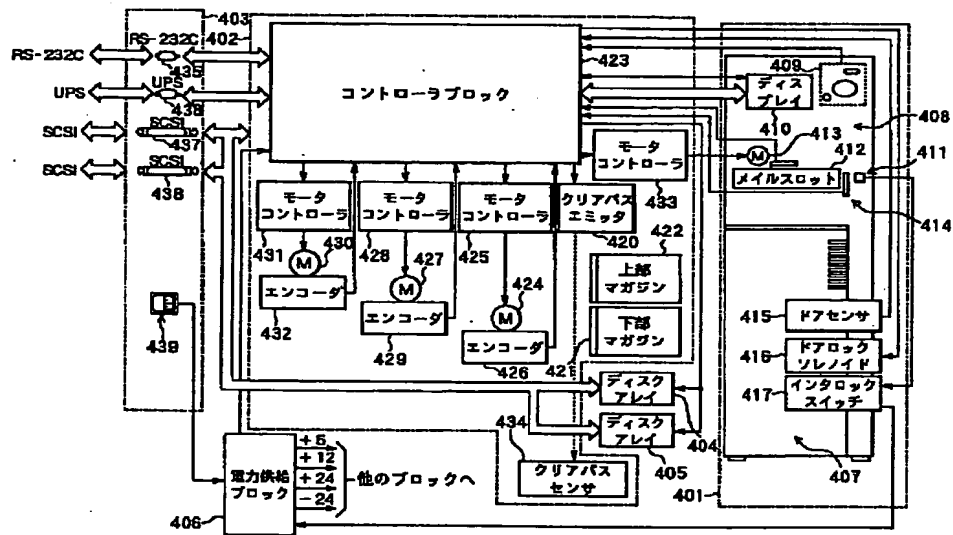 403
402
RS-232C
RS-232C
435
UPS
UPS
436
SCSI
SCSI
437
SCSI
SCSI
438
コントローラブロック
423
409
ディス
プレイ
410
408
413
M
412
メイルスロット
411
414
モータ
コントローラ
433
モータ
コントローラ
431
モータ
コントローラ
428
モータ
コントローラ
425
クリアパス
エミッタ
420
430
M
エンコーダ
432
427
M
エンコーダ
429
424
M
エンコーダ
426
422
上部
マガジン
下部
マガジン
421
415
ドアセンサ
416
ドアロック
ソレノイド
417
インタロック
スイッチ
407
401
439
ディスク
アレイ
404
ディスク
アレイ
405
434
クリアパス
センサ
電力供給
ブロック
406
+5
+12
+24
-24
他のブロックへ